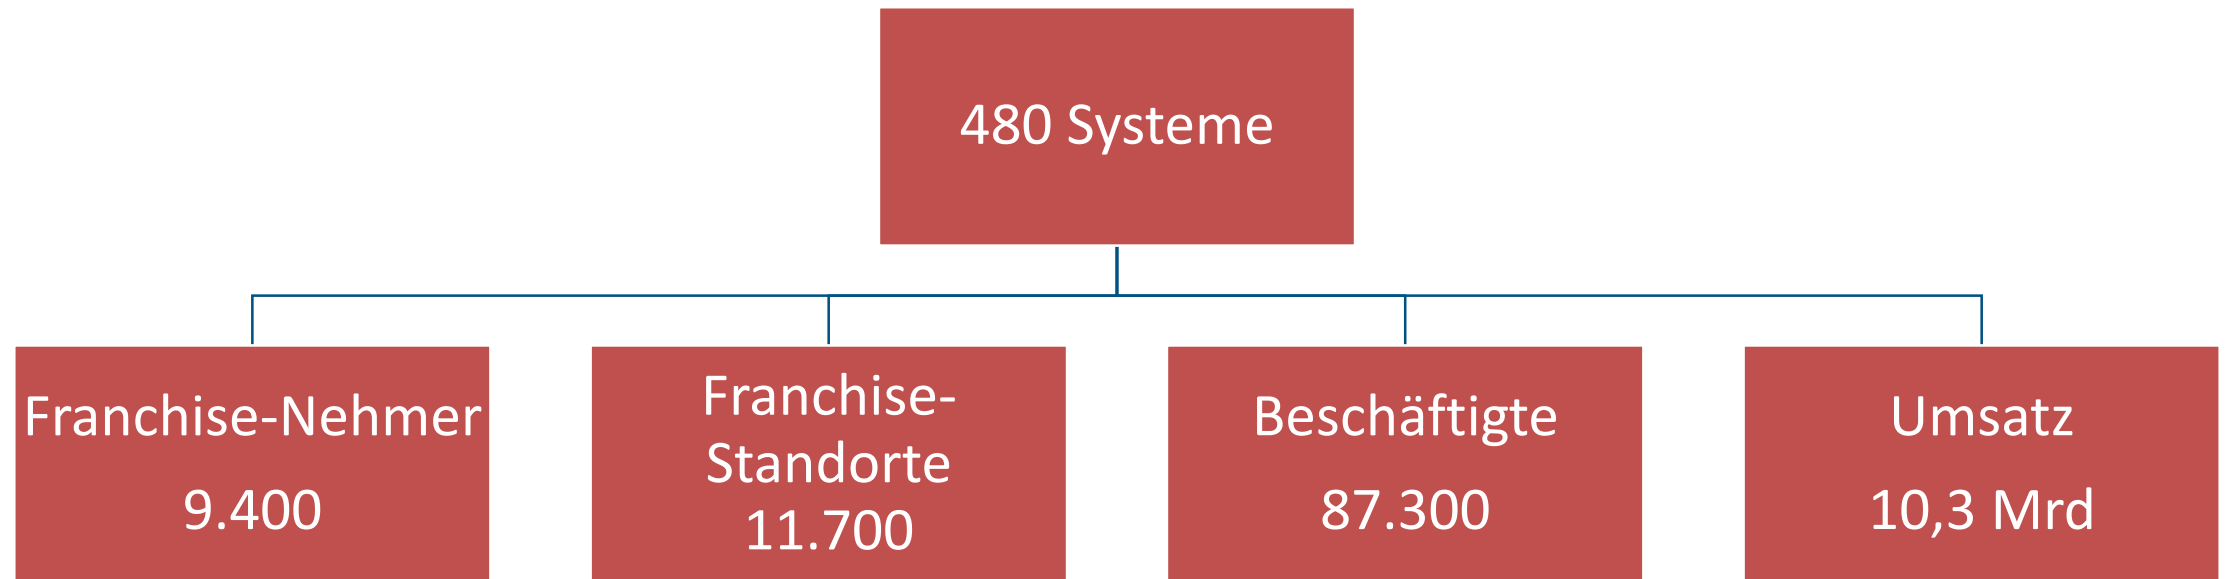 480 Systeme
Franchise-Nehmer
9.400
Franchise-
Standorte
11.700
Beschäftigte
87.300
Umsatz
10,3 Mrd